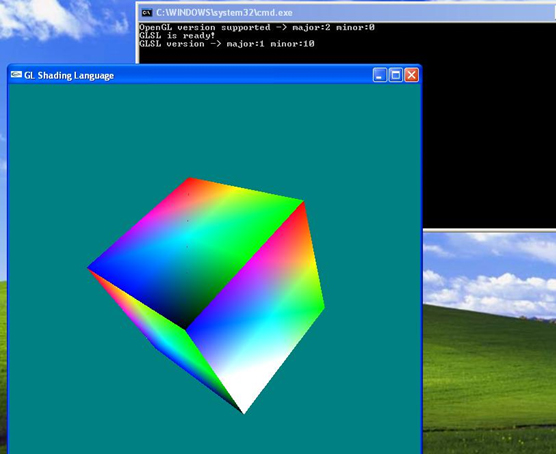 C:\WINDOWS\system32\cmd.exe
OpenGL version supported -> major:2 minor:0
GLSL is ready!
GLSL version -> major:1 minor:10
GL Shading Language